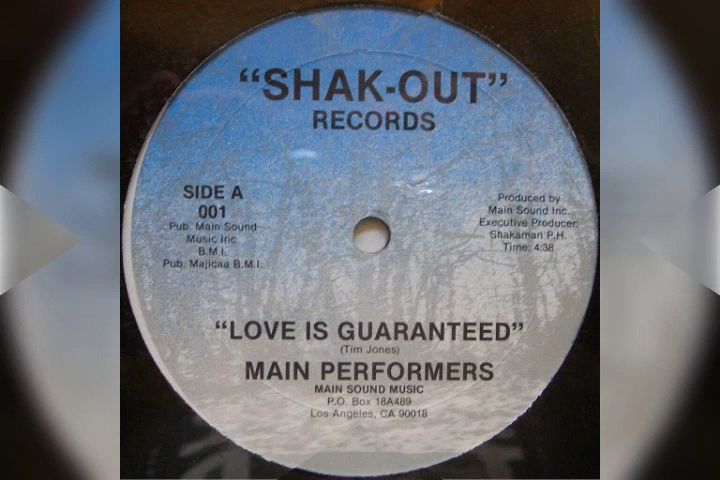 “SHAK-OUT”
RECORDS
SIDE A
001
Pub. Main Sound
Music Inc.
B.M.I.
Pub. Majicaa B.M.I.
Produced by
Main Sound Inc.
Executive Producer:
Shakaman P.H.
Time: 4:38
“LOVE IS GUARANTEED”
(Tim Jones)
MAIN PERFORMERS
MAIN SOUND MUSIC
P.O. Box 18A489
Los Angeles, CA 90018